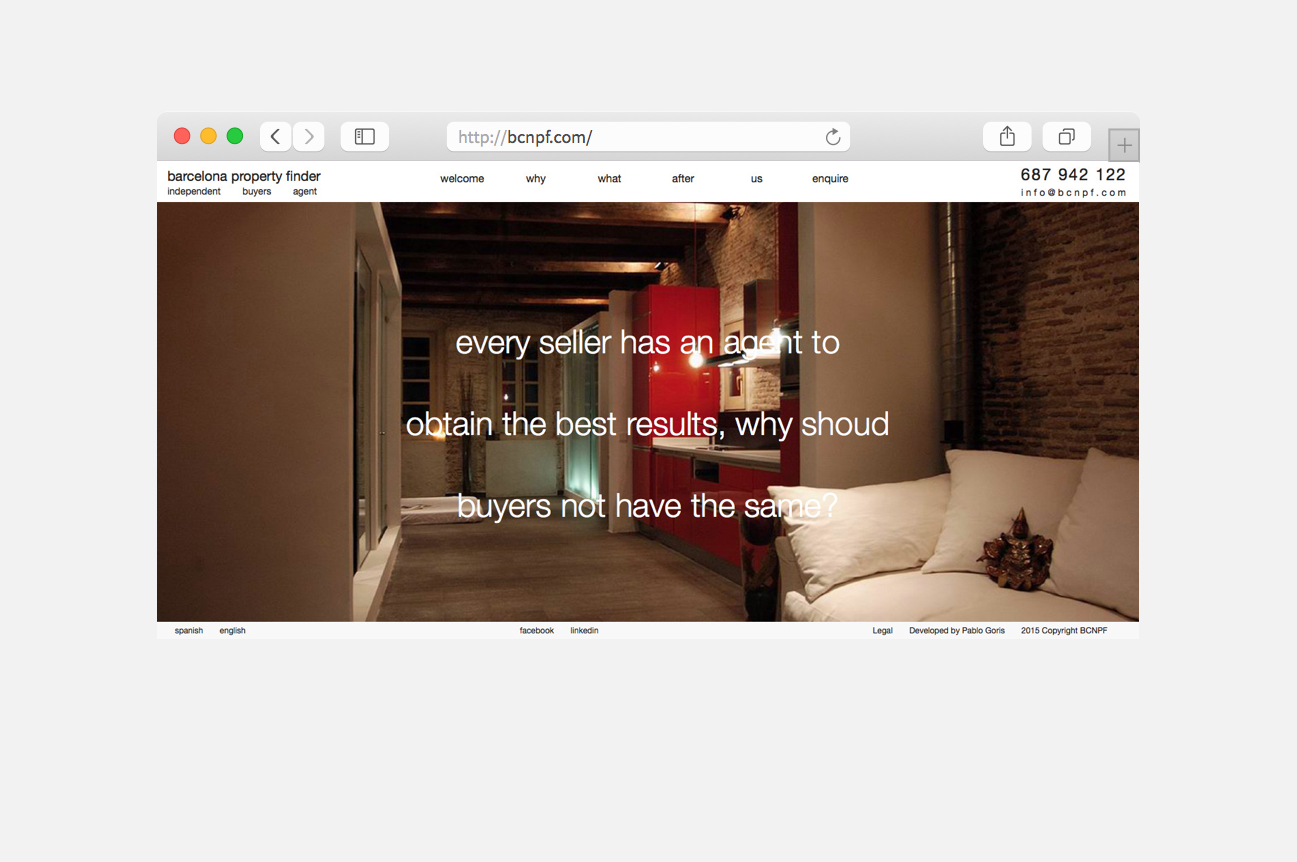 http://bcnpf.com/
barcelona property finder
independent buyers agent
welcome why what after us enquire
687 942 122
info@bcnpf.com
every seller has an agent to
obtain the best results, why shoud
buyers not have the same?
spanish english facebook linkedin Legal Developed by Pablo Goris 2015 Copyright BCNPF